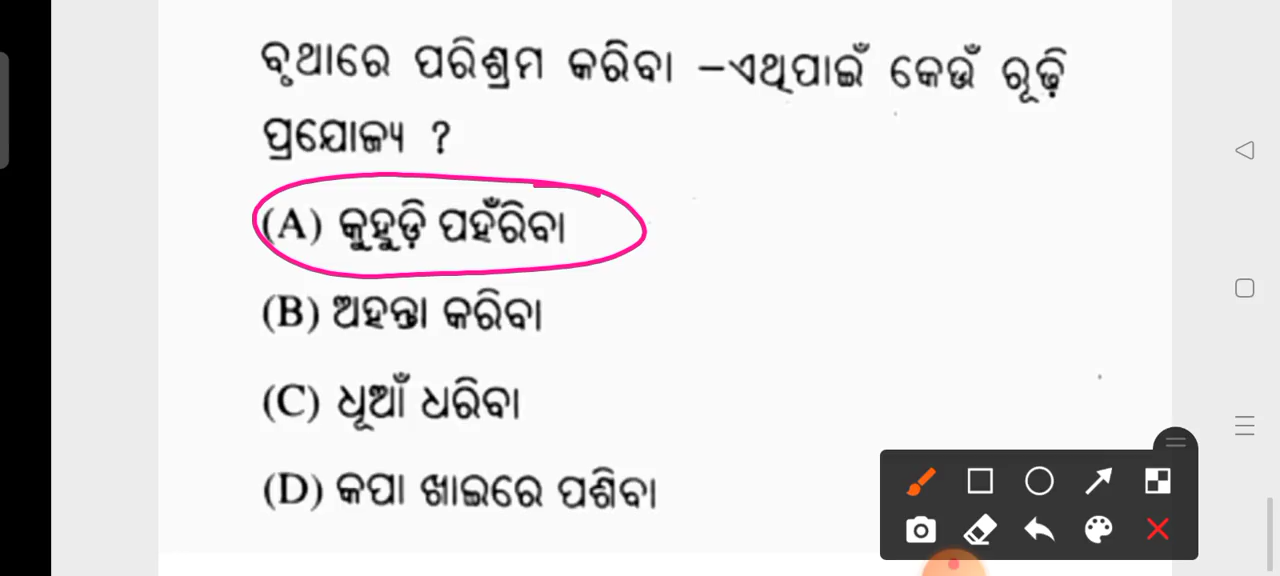 ବୃଥାରେ ପରିଶ୍ରମ କରିବା –ଏଥିପାଇଁ କେଉଁ ରୂଢ଼ି
ପ୍ରଯୋଜ୍ୟ ?
(A) କୁହୁଡ଼ି ପହଁରିବା
(B) ଅହନ୍ତା କରିବା
(C) ଧୂଆଁ ଧରିବା
(D) କପା ଖାଇରେ ପଶିବା